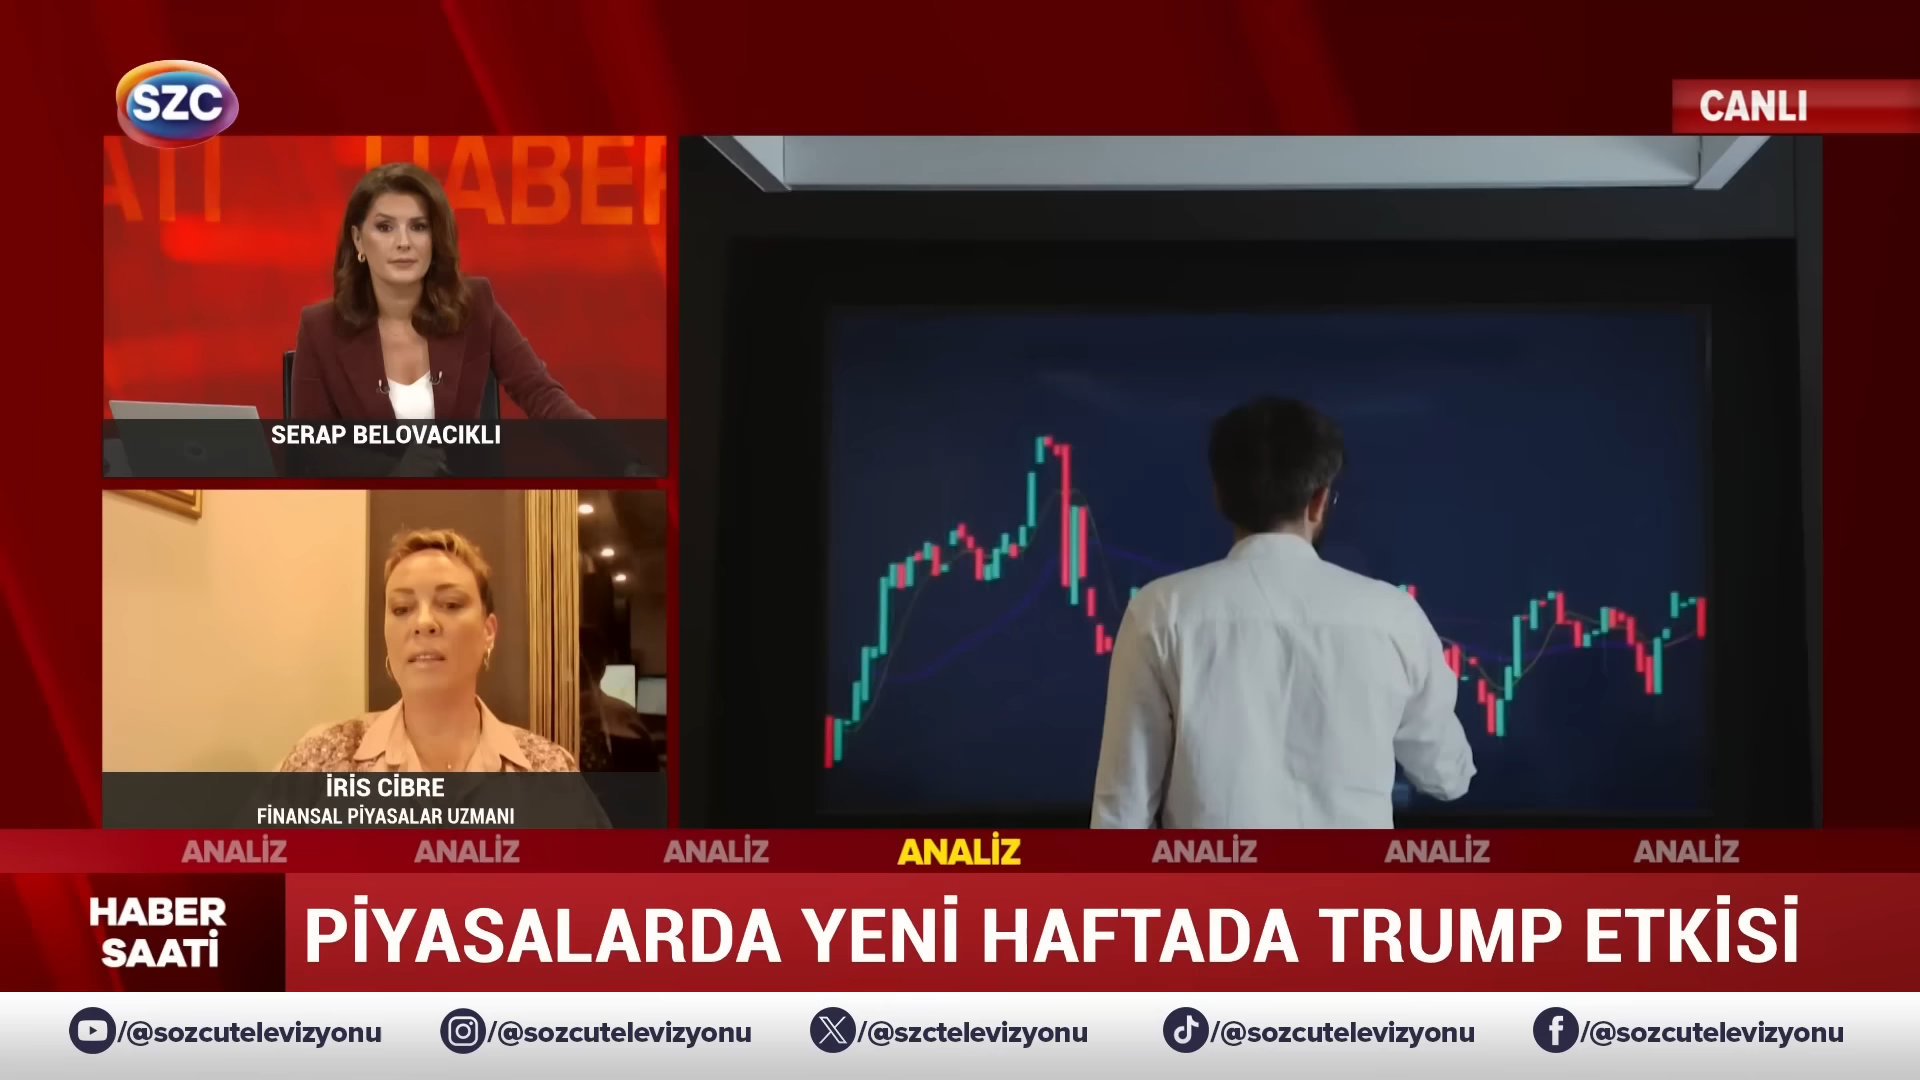 SZC
CANLI
ATI HABER
SERAP BELOVACIKLI
İRİS CİBRE
FİNANSAL PİYASALAR UZMANI
ANALİZ ANALİZ ANALİZ ANALİZ ANALİZ ANALİZ ANALİZ
HABER
SAATİ
PİYASALARDA YENİ HAFTADA TRUMP ETKİSİ
/@sozcutelevizyonu /@sozcutelevizyonu /@szctelevizyonu /@sozcutelevizyonu /@sozcutelevizyonu